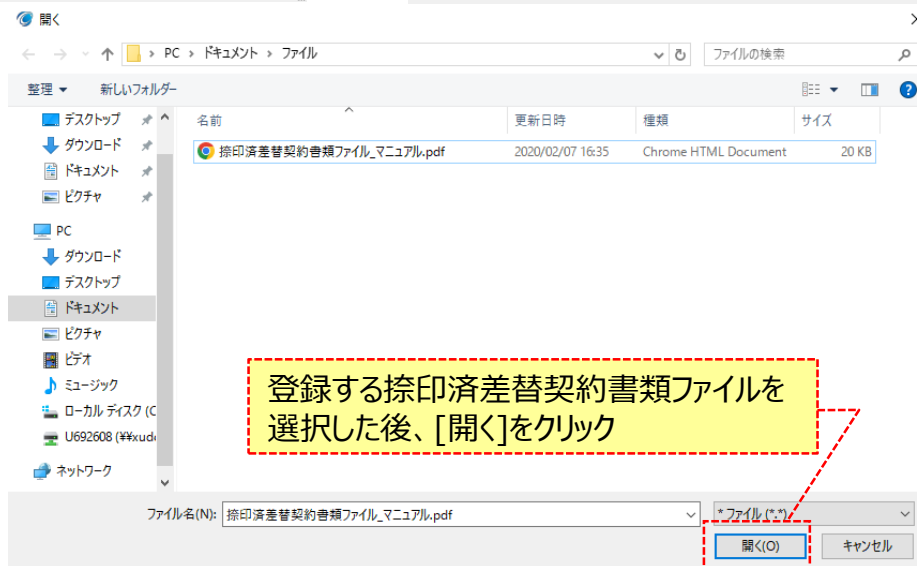 開く
PC › ドキュメント › ファイル
ファイルの検索
整理 新しいフォルダー
名前 更新日時 種類 サイズ
捺印済差替契約書類ファイル_マニュアル.pdf 2020/02/07 16:35 Chrome HTML Document 20 KB
デスクトップ
ダウンロード
ドキュメント
ピクチャ
PC
ダウンロード
デスクトップ
ドキュメント
ピクチャ
ビデオ
ミュージック
ローカル ディスク (C
U692608 (¥¥xud
ネットワーク
登録する捺印済差替契約書類ファイルを
選択した後、[開く]をクリック
ファイル名(N): 捺印済差替契約書類ファイル_マニュアル.pdf * ファイル (*.*)
開く(O) キャンセル